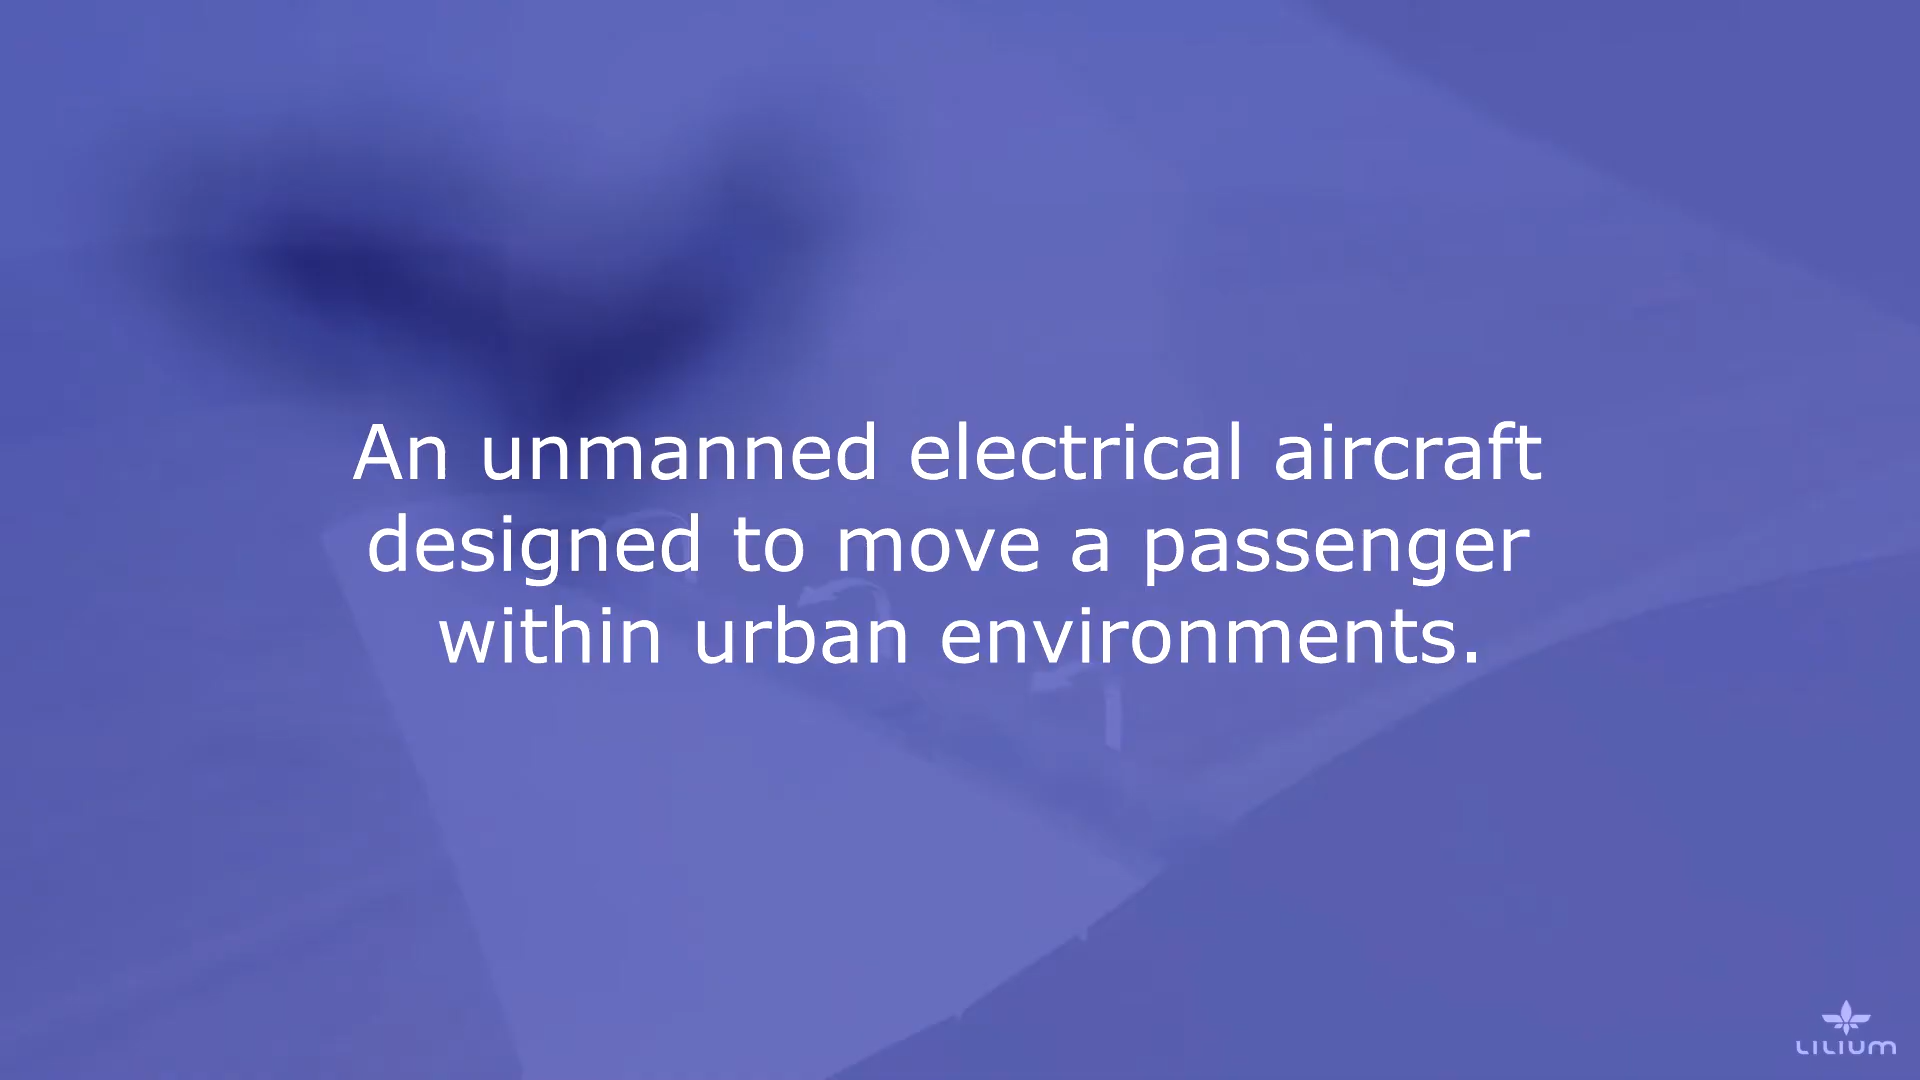 An unmanned electrical aircraft
designed to move a passenger
within urban environments.
LILIUM